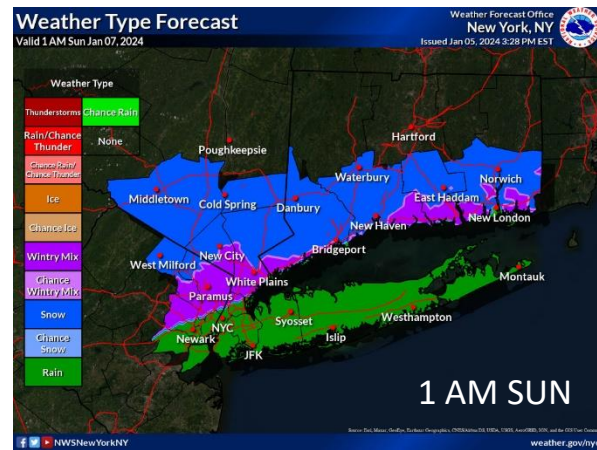 Weather Type Forecast
Valid 1 AM Sun Jan 07, 2024
Weather Forecast Office
New York, NY
Issued Jan 05, 2024 3:28 PM EST
Weather Type
Thunderstorms
Chance Rain
Rain/Chance
Thunder
None
Chance Rain/
Chance Thunder
Ice
Chance Ice
Wintry Mix
Chance
Wintry Mix
Snow
Chance
Snow
Rain
Hartford
Poughkeepsie
Waterbury
Norwich
Middletown
Cold Spring
Danbury
East Haddam
New London
New Haven
New City
Bridgeport
West Milford
White Plains
Montauk
Paramus
NYC
Syosset
Westhampton
Newark
Islip
JFK
1 AM SUN
NWSNewYorkNY
weather.gov/nyc